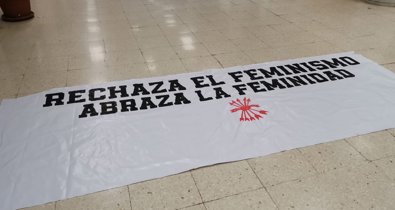 RECHAZA EL FEMINISMO
ABRAZA LA FEMINIDAD